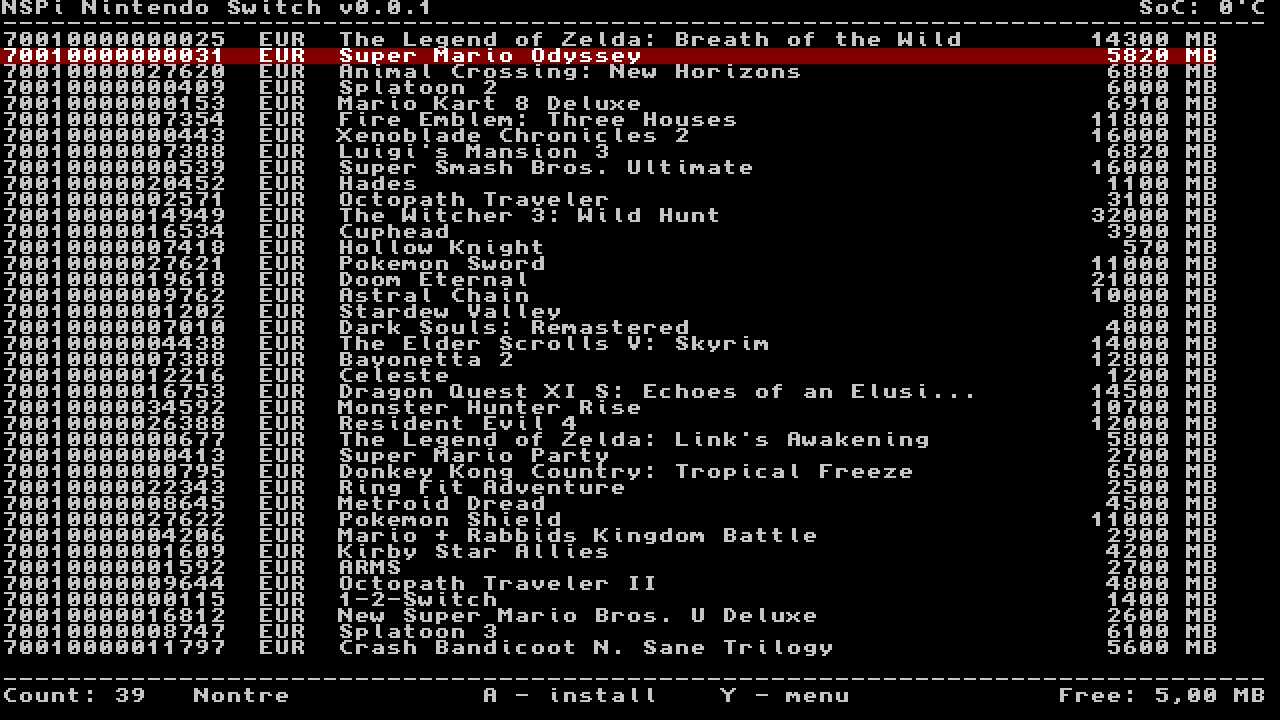 NSPi Nintendo Switch v0.0.1 SoC: 0°C
70010000000025 EUR The Legend of Zelda: Breath of the Wild 14300 MB
70010000000031 EUR Super Mario Odyssey 5820 MB
70010000027620 EUR Animal Crossing: New Horizons 6880 MB
70010000000409 EUR Splatoon 2 6000 MB
70010000000153 EUR Mario Kart 8 Deluxe 6910 MB
70010000007354 EUR Fire Emblem: Three Houses 11800 MB
70010000000443 EUR Xenoblade Chronicles 2 16000 MB
70010000007388 EUR Luigi's Mansion 3 6820 MB
70010000000539 EUR Super Smash Bros. Ultimate 16000 MB
70010000020452 EUR Hades 1100 MB
70010000002571 EUR Octopath Traveler 3100 MB
70010000014949 EUR The Witcher 3: Wild Hunt 32000 MB
70010000016534 EUR Cuphead 3900 MB
70010000007418 EUR Hollow Knight 570 MB
70010000027621 EUR Pokemon Sword 11000 MB
70010000019618 EUR Doom Eternal 21000 MB
70010000009762 EUR Astral Chain 10000 MB
70010000001202 EUR Stardew Valley 800 MB
70010000007010 EUR Dark Souls: Remastered 4000 MB
70010000004438 EUR The Elder Scrolls V: Skyrim 14000 MB
70010000007388 EUR Bayonetta 2 12800 MB
70010000012216 EUR Celeste 1200 MB
70010000016753 EUR Dragon Quest XI S: Echoes of an Elusi... 14500 MB
70010000034592 EUR Monster Hunter Rise 10700 MB
70010000026388 EUR Resident Evil 4 12000 MB
70010000000677 EUR The Legend of Zelda: Link's Awakening 5800 MB
70010000000413 EUR Super Mario Party 2700 MB
70010000000795 EUR Donkey Kong Country: Tropical Freeze 6500 MB
70010000022343 EUR Ring Fit Adventure 2500 MB
70010000008645 EUR Metroid Dread 4500 MB
70010000027622 EUR Pokemon Shield 11000 MB
70010000004206 EUR Mario + Rabbids Kingdom Battle 2900 MB
70010000001609 EUR Kirby Star Allies 4200 MB
70010000001592 EUR ARMS 2700 MB
70010000009644 EUR Octopath Traveler II 4800 MB
70010000000115 EUR 1-2-Switch 1400 MB
70010000016812 EUR New Super Mario Bros. U Deluxe 2600 MB
70010000008747 EUR Splatoon 3 6100 MB
70010000011797 EUR Crash Bandicoot N. Sane Trilogy 5600 MB
Count: 39 Nontre A - install Y - menu Free: 5,00 MB